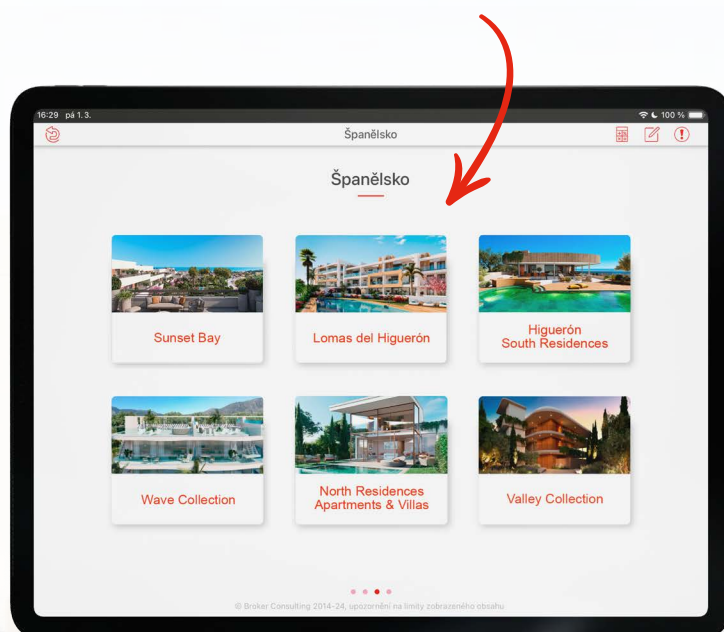 16:29 pá 1. 3.
100 %
Španělsko
Španělsko
Sunset Bay
Lomas del Higuerón
Higuerón
South Residences
Wave Collection
North Residences
Apartments & Villas
Valley Collection
© Broker Consulting 2014-24, upozornění na limity zobrazeného obsahu